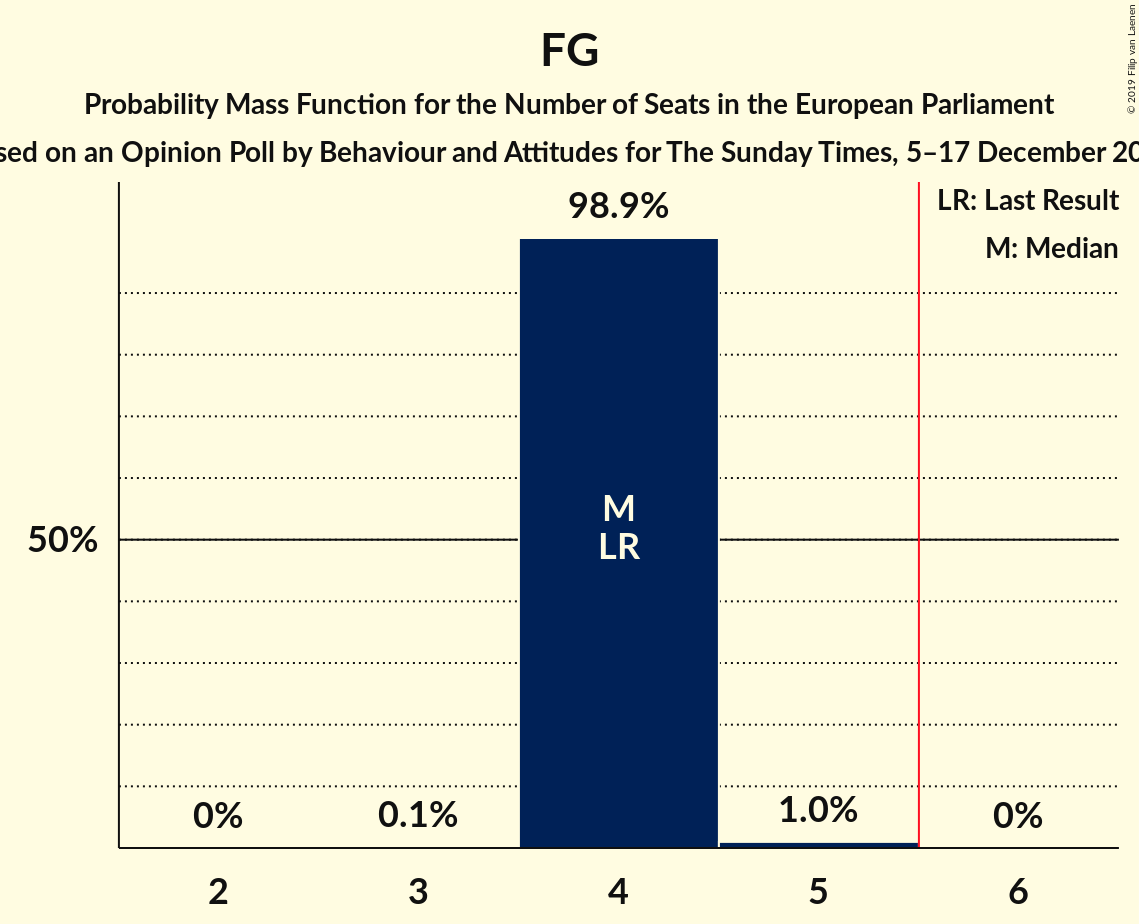 FG
Probability Mass Function for the Number of Seats in the European Parliament
on an Opinion Poll by Behaviour and Attitudes for The Sunday Times, 5–17 December
© 2019 Filip van Laenen
LR: Last Result
M: Median
98.9%
M
LR
50%
0%
0.1%
1.0%
0%
2
3
4
5
6